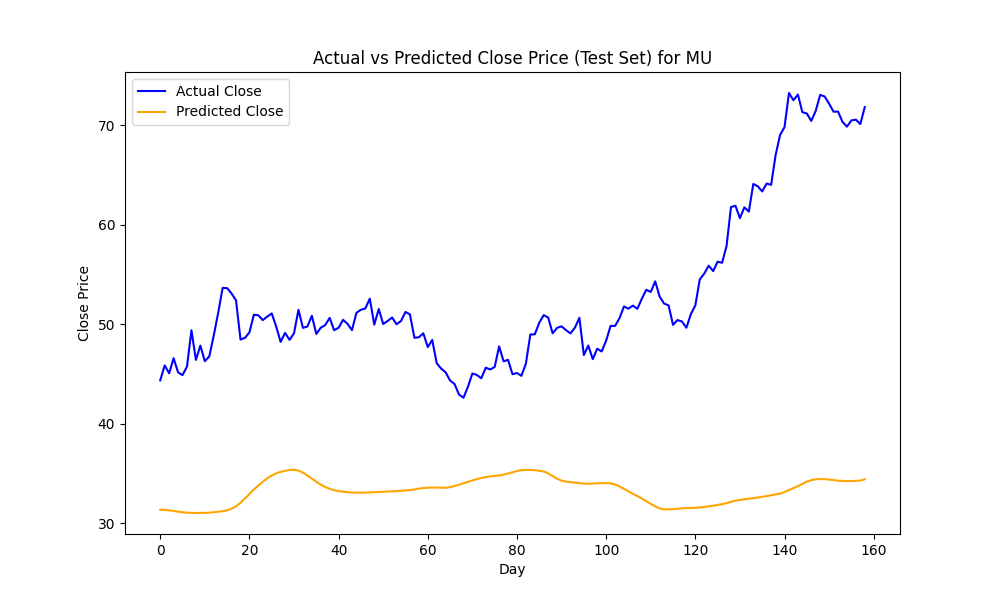 Actual vs Predicted Close Price (Test Set) for MU
Actual Close
Predicted Close
Close Price
70
60
50
40
30
0 20 40 60 80 100 120 140 160
Day